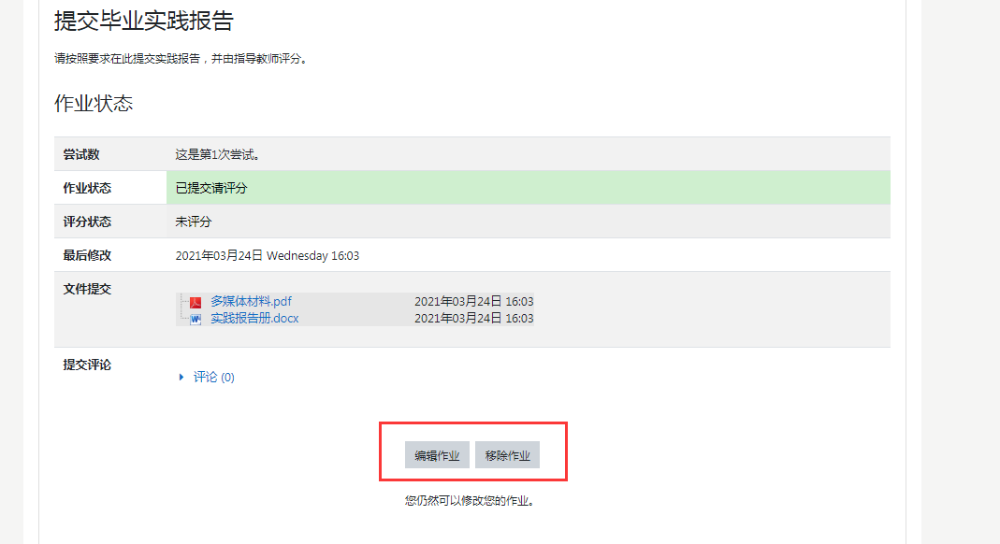 提交毕业实践报告
请按照要求在此提交实践报告，并由指导教师评分。
作业状态
尝试数 这是第1次尝试。
作业状态 已提交请评分
评分状态 未评分
最后修改 2021年03月24日 Wednesday 16:03
文件提交
多媒体材料.pdf 2021年03月24日 16:03
实践报告册.docx 2021年03月24日 16:03
提交评论
评论 (0)
编辑作业 移除作业
您仍然可以修改您的作业。